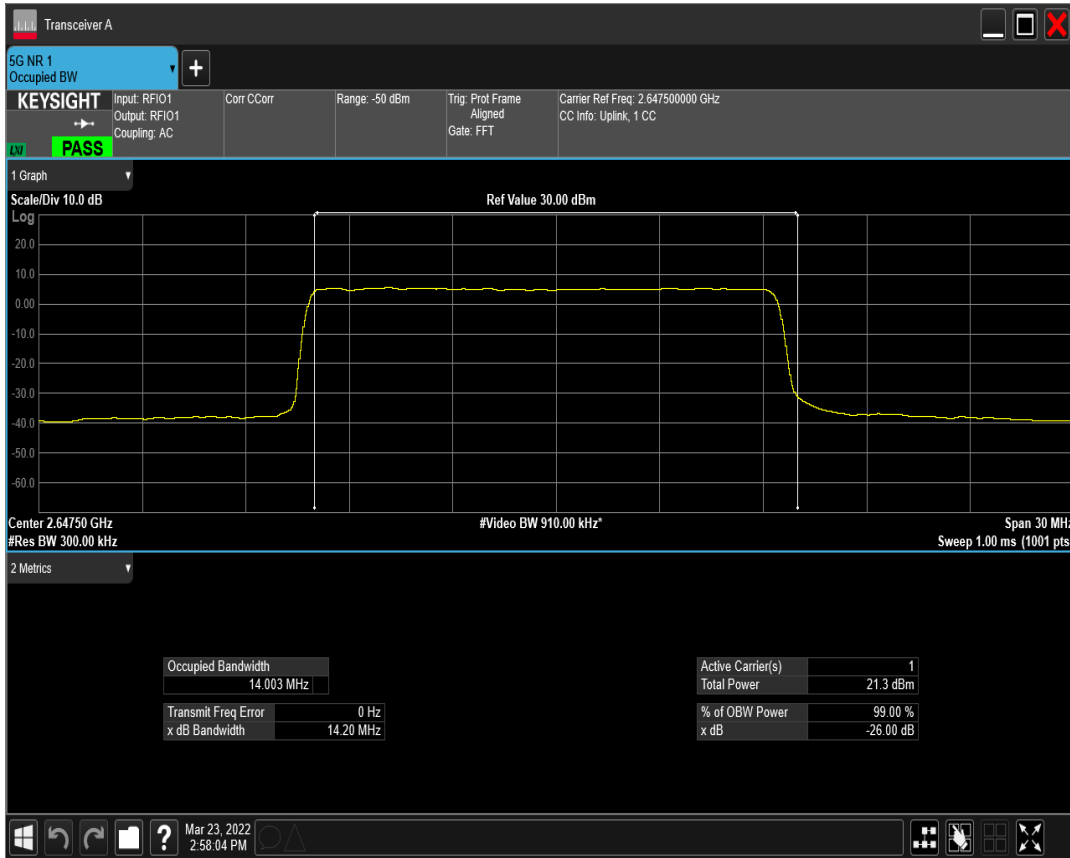 Transceiver A
5G NR 1
Occupied BW
KEYSIGHT
LXI
PASS
Input: RFIO1
Output: RFIO1
Coupling: AC
Corr CCorr
Range: -50 dBm
Trig: Prot Frame
Aligned
Gate: FFT
Carrier Ref Freq: 2.647500000 GHz
CC Info: Uplink, 1 CC
1 Graph
Scale/Div 10.0 dB
Ref Value 30.00 dBm
Log
20.0
10.0
0.00
-10.0
-20.0
-30.0
-40.0
-50.0
-60.0
Center 2.64750 GHz
#Video BW 910.00 kHz*
Span 30 MHz
#Res BW 300.00 kHz
Sweep 1.00 ms (1001 pts
2 Metrics
Occupied Bandwidth
14.003 MHz
Transmit Freq Error 0 Hz
x dB Bandwidth 14.20 MHz
Active Carrier(s) 1
Total Power 21.3 dBm
% of OBW Power 99.00 %
x dB -26.00 dB
?
Mar 23, 2022
2:58:04 PM